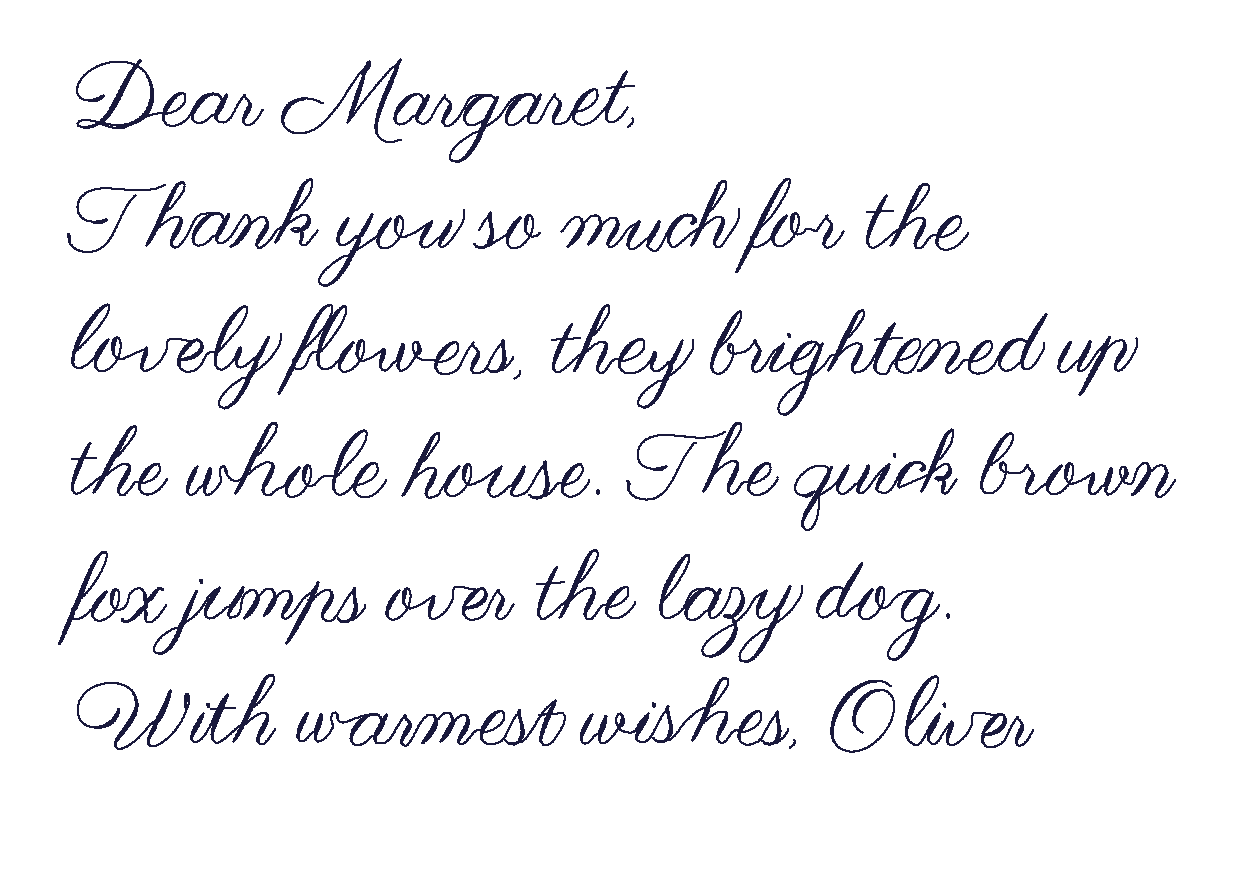 Dear Margaret,
Thank you so much for the
lovely flowers, they brightened up
the whole house. The quick brown
fox jumps over the lazy dog.
With warmest wishes, Oliver